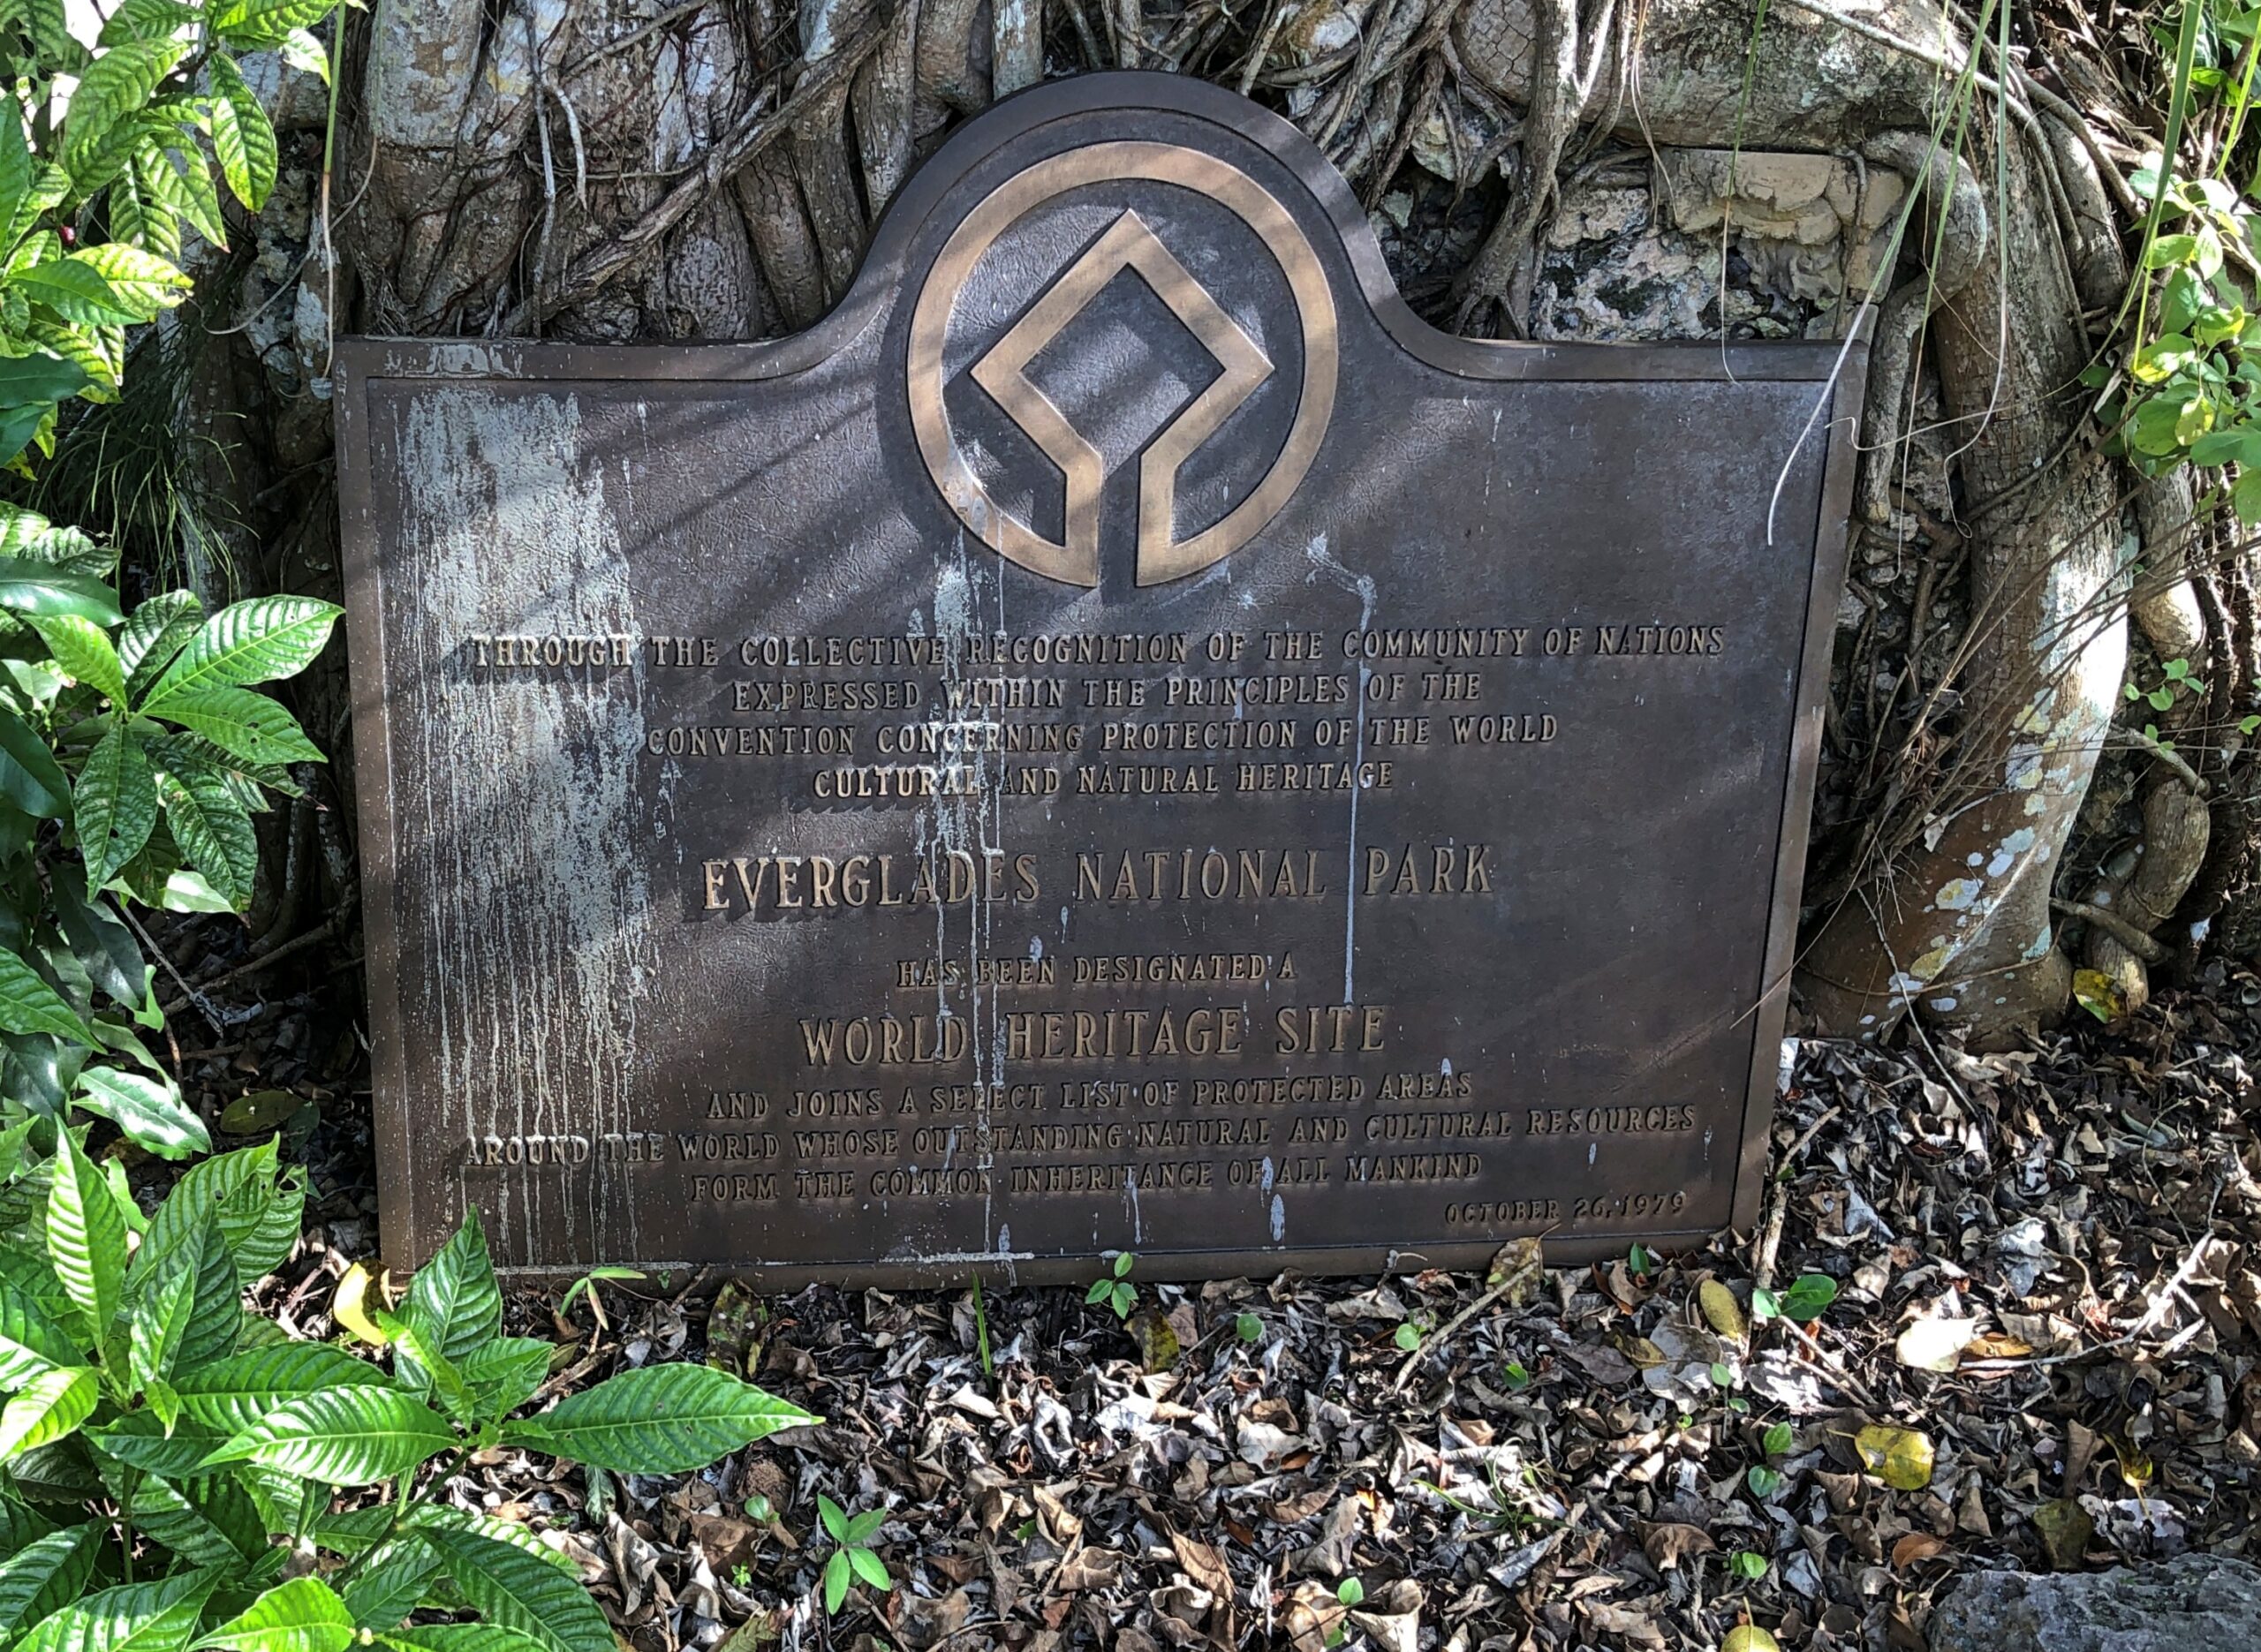 THROUGH THE COLLECTIVE RECOGNITION OF THE COMMUNITY OF NATIONS
EXPRESSED WITHIN THE PRINCIPLES OF THE
CONVENTION CONCERNING PROTECTION OF THE WORLD
CULTURAL AND NATURAL HERITAGE
EVERGLADES NATIONAL PARK
HAS BEEN DESIGNATED A
WORLD HERITAGE SITE
AND JOINS A SELECT LIST OF PROTECTED AREAS
AROUND THE WORLD WHOSE OUTSTANDING NATURAL AND CULTURAL RESOURCES
FORM THE COMMON INHERITANCE OF ALL MANKIND
OCTOBER 26, 1979